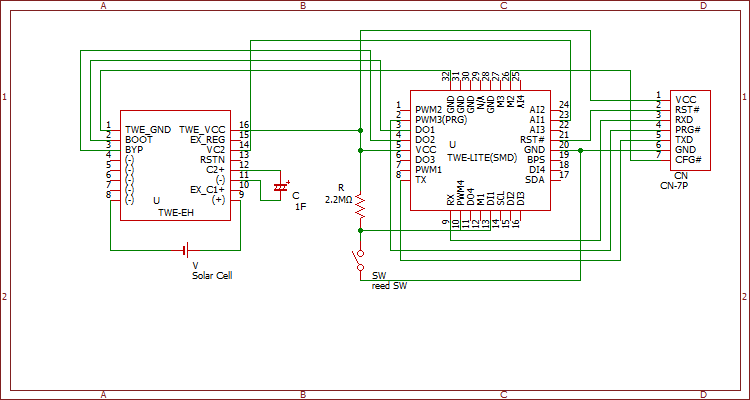 A B C D
32 31 30 29 28 27 26 25
GND GND GND N/A GND M3 M2 AI4
1 PWM2 AI2 24
2 PWM3(PRG) AI1 23
3 DO1 AI3 22
4 DO2 RST# 21
5 VCC GND 20
6 DO3 BPS 19
7 PWM1 DI4 18
8 TX SDA 17
U
TWE-LITE(SMD)
RX PWM4 DO4 M1 DI1 SCL DI2 DI3
9 10 11 12 13 14 15 16
1 VCC
2 RST#
3 RXD
4 PRG#
5 TXD
6 GND
7 CFG#
CN
CN-7P
1 TWE_GND TWE_VCC 16
2 BOOT EX_REG 15
3 BYP VC2 14
4 (-) RSTN 13
5 (-) C2+ 12
6 (-) (-) 11
7 (-) EX_C1+ 10
8 (-) (+) 9
U
TWE-EH
C
1F
R
2.2MΩ
V
Solar Cell
SW
reed SW
1 1
2 2
A B C D